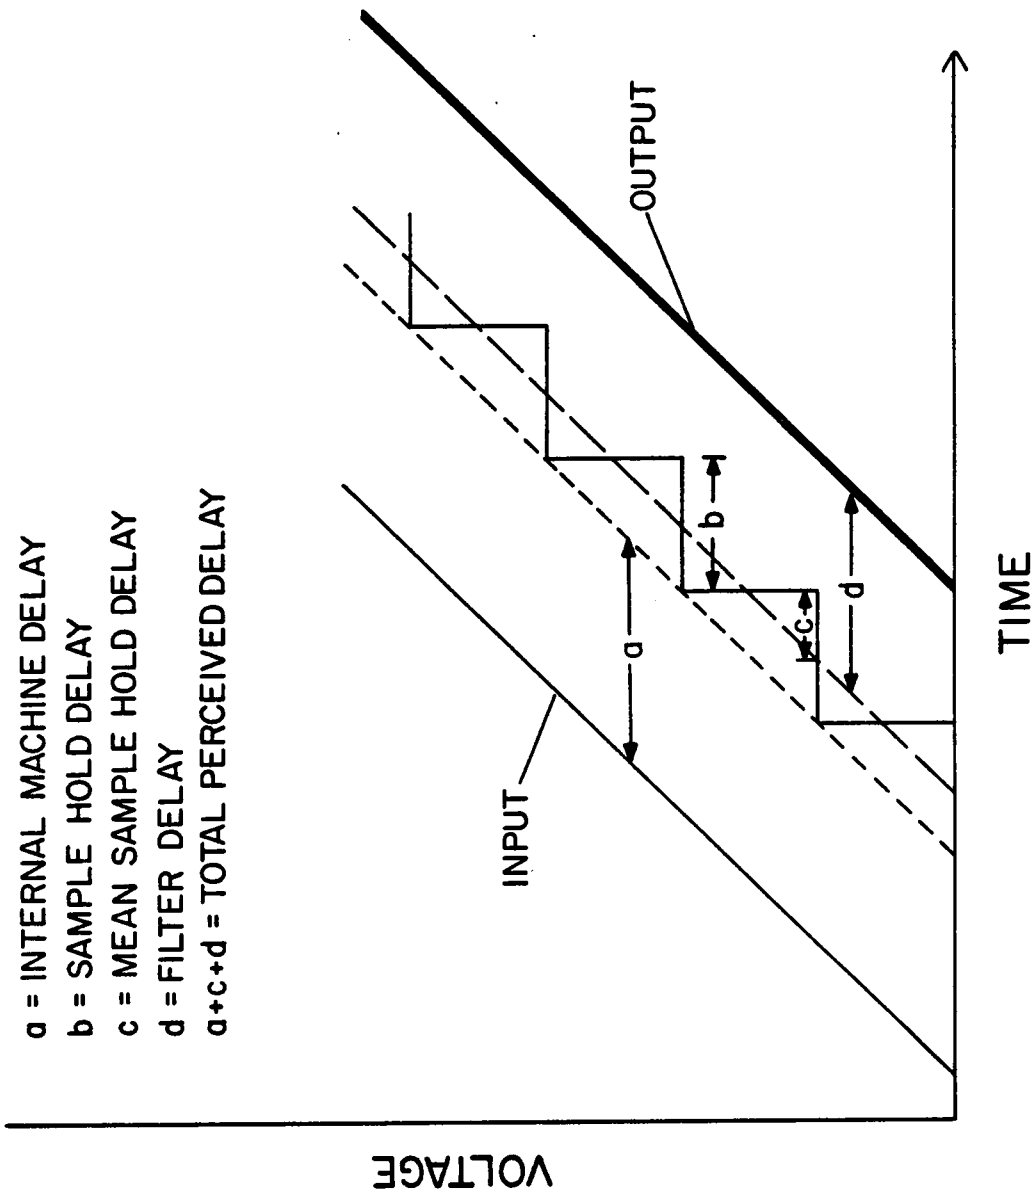 a = INTERNAL MACHINE DELAY
b = SAMPLE HOLD DELAY
c = MEAN SAMPLE HOLD DELAY
d = FILTER DELAY
a+c+d = TOTAL PERCEIVED DELAY
VOLTAGE
INPUT
a
b
c
d
OUTPUT
TIME